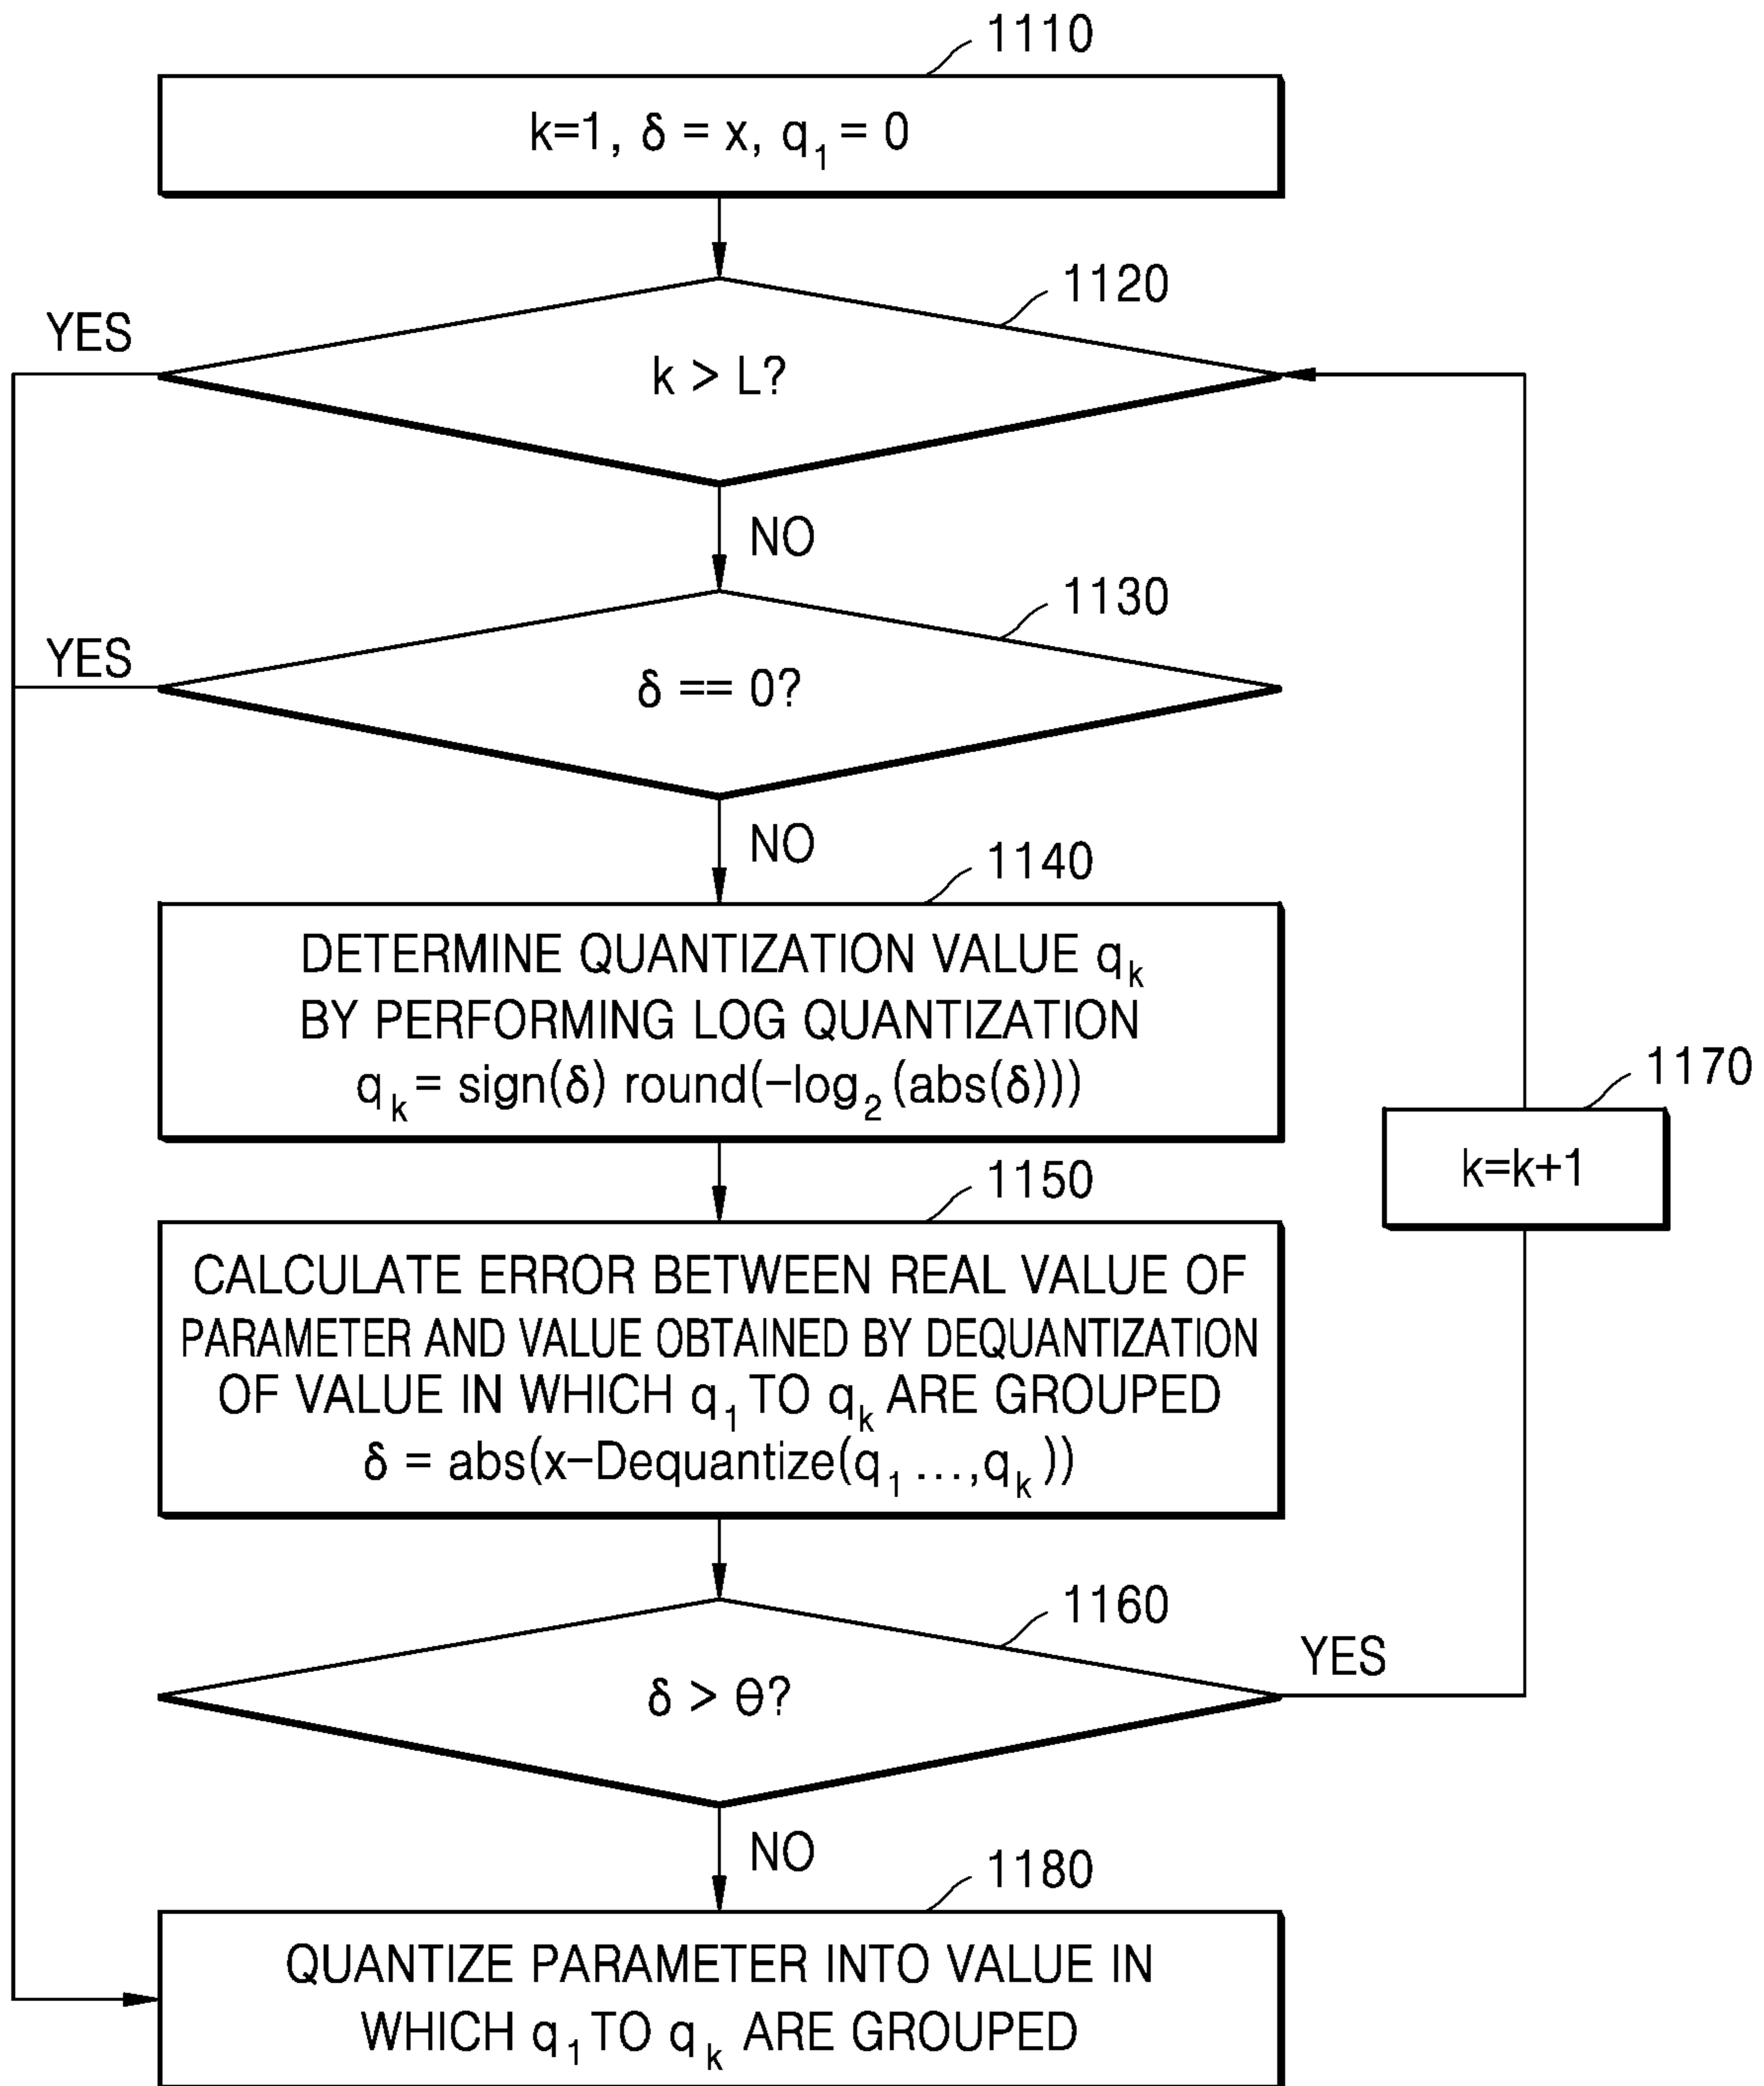 1110
k=1, δ = x, q₁ = 0
1120
YES
k > L?
NO
1130
YES
δ == 0?
NO
1140
DETERMINE QUANTIZATION VALUE qₖ
BY PERFORMING LOG QUANTIZATION
qₖ = sign(δ) round(−log₂ (abs(δ)))
1170
k=k+1
1150
CALCULATE ERROR BETWEEN REAL VALUE OF
PARAMETER AND VALUE OBTAINED BY DEQUANTIZATION
OF VALUE IN WHICH q₁ TO qₖ ARE GROUPED
δ = abs(x−Dequantize(q₁ ...,qₖ))
1160
YES
δ > θ?
NO
1180
QUANTIZE PARAMETER INTO VALUE IN
WHICH q₁ TO qₖ ARE GROUPED